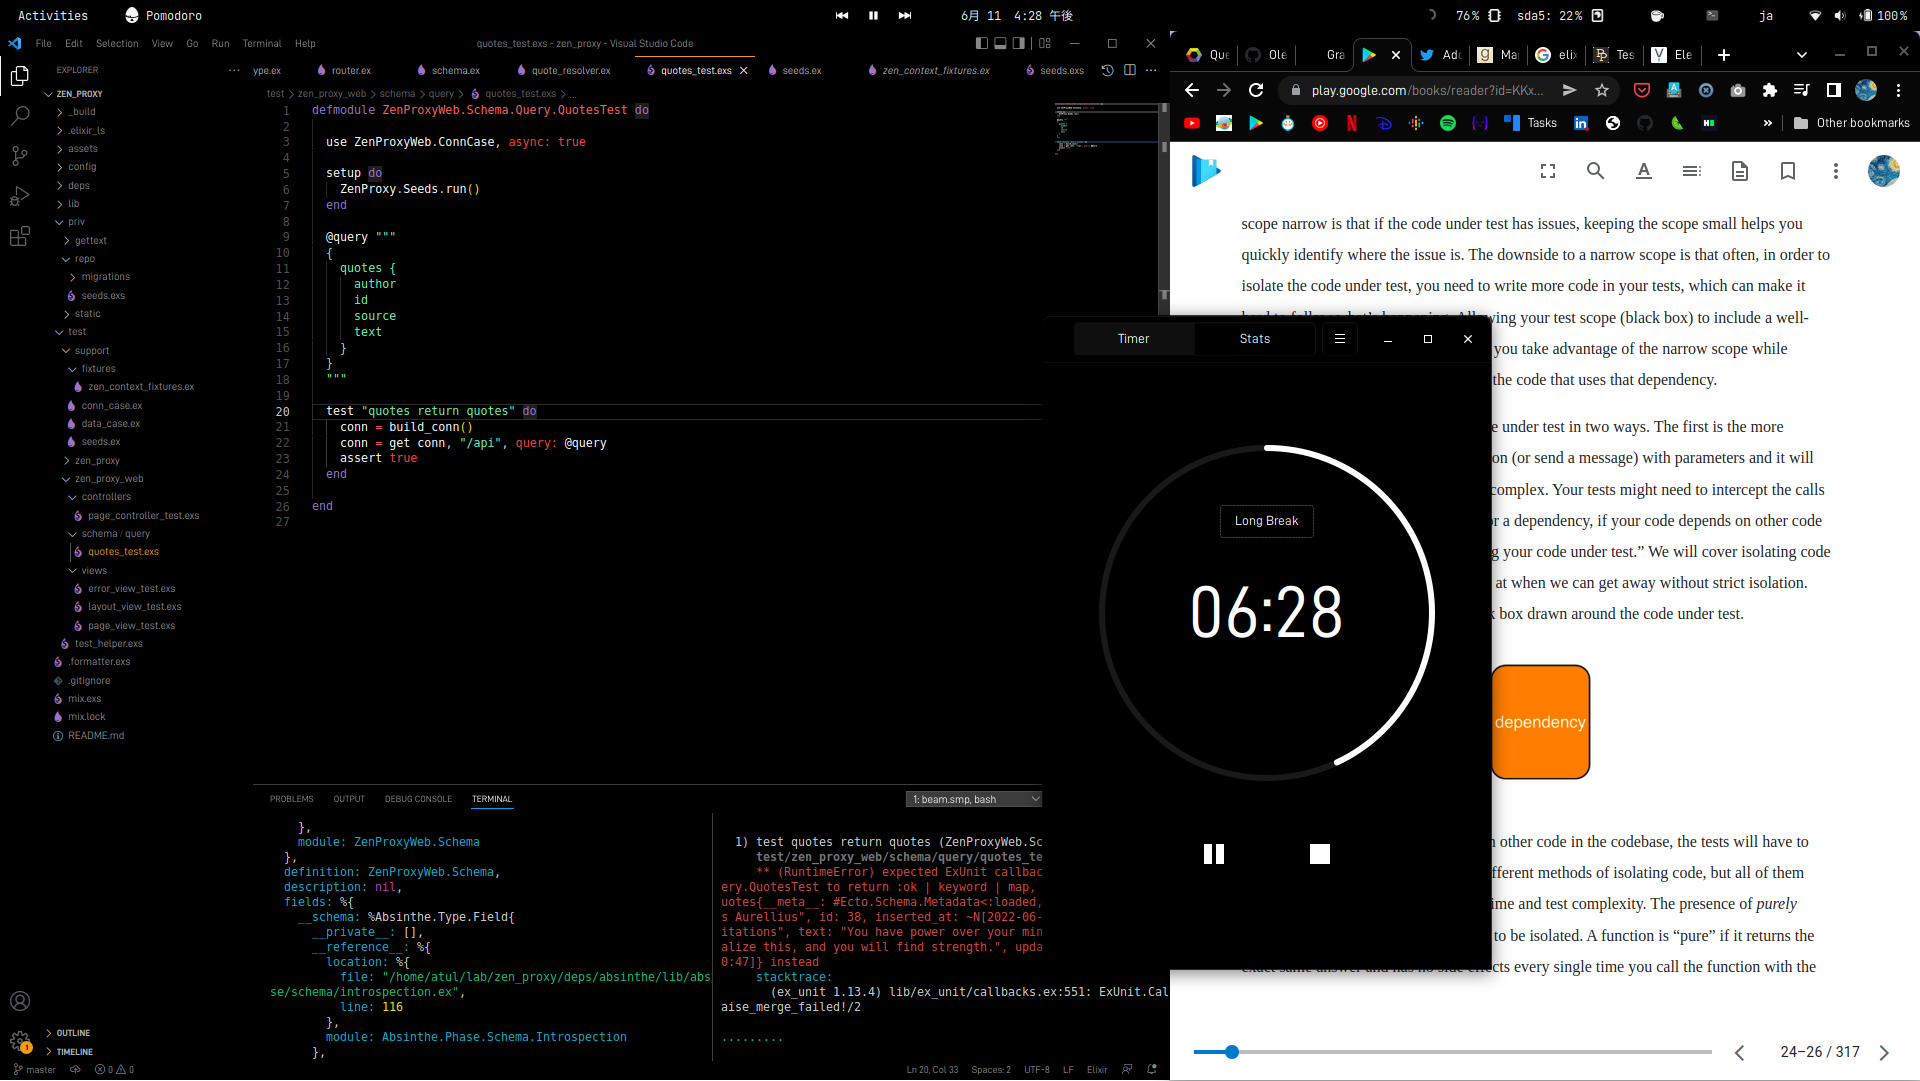 Activities
Pomodoro
6月 11 4:28 午後
76%
sda5: 22%
ja
100%
File Edit Selection View Go Run Terminal Help
quotes_test.exs - zen_proxy - Visual Studio Code
EXPLORER
ype.ex
router.ex
schema.ex
quote_resolver.ex
quotes_test.exs
seeds.ex
zen_context_fixtures.ex
seeds.exs
test > zen_proxy_web > schema > query > quotes_test.exs > ...
ZEN_PROXY
_build
.elixir_ls
assets
config
deps
lib
priv
gettext
repo
migrations
seeds.exs
static
test
support
fixtures
zen_context_fixtures.ex
conn_case.ex
data_case.ex
seeds.ex
zen_proxy
zen_proxy_web
controllers
page_controller_test.exs
schema / query
quotes_test.exs
views
error_view_test.exs
layout_view_test.exs
page_view_test.exs
test_helper.exs
.formatter.exs
.gitignore
mix.exs
mix.lock
README.md
OUTLINE
TIMELINE
1 defmodule ZenProxyWeb.Schema.Query.QuotesTest do
2
3 use ZenProxyWeb.ConnCase, async: true
4
5 setup do
6 ZenProxy.Seeds.run()
7 end
8
9 @query """
10 {
11 quotes {
12 author
13 id
14 source
15 text
16 }
17 }
18 """
19
20 test "quotes return quotes" do
21 conn = build_conn()
22 conn = get conn, "/api", query: @query
23 assert true
24 end
25
26 end
27
PROBLEMS OUTPUT DEBUG CONSOLE TERMINAL
1: beam.smp, bash
},
module: ZenProxyWeb.Schema
},
definition: ZenProxyWeb.Schema,
description: nil,
fields: %{
__schema: %Absinthe.Type.Field{
__private__: [],
__reference__: %{
location: %{
file: "/home/atul/lab/zen_proxy/deps/absinthe/lib/abs
se/schema/introspection.ex",
line: 116
},
module: Absinthe.Phase.Schema.Introspection
},
1) test quotes return quotes (ZenProxyWeb.Sc
test/zen_proxy_web/schema/query/quotes_te
** (RuntimeError) expected ExUnit callbac
ery.QuotesTest to return :ok | keyword | map,
uotes{__meta__: #Ecto.Schema.Metadata<:loaded,
s Aurellius", id: 38, inserted_at: ~N[2022-06-
itations", text: "You have power over your min
alize this, and you will find strength.", upda
0:47]} instead
stacktrace:
(ex_unit 1.13.4) lib/ex_unit/callbacks.ex:551: ExUnit.Cal
aise_merge_failed!/2
.........
master
0 0
Ln 20, Col 33 Spaces: 2 UTF-8 LF Elixir
Timer
Stats
Long Break
06:28
Que
Ole
Gra
Add
Ma
elix
Tes
Ele
play.google.com/books/reader?id=KKx...
Tasks
Other bookmarks
scope narrow is that if the code under test has issues, keeping the scope small helps you
quickly identify where the issue is. The downside to a narrow scope is that often, in order to
isolate the code under test, you need to write more code in your tests, which can make it
wing your test scope (black box) to include a well-
you take advantage of the narrow scope while
the code that uses that dependency.
e under test in two ways. The first is the more
on (or send a message) with parameters and it will
complex. Your tests might need to intercept the calls
or a dependency, if your code depends on other code
g your code under test.” We will cover isolating code
at when we can get away without strict isolation.
k box drawn around the code under test.
dependency
n other code in the codebase, the tests will have to
fferent methods of isolating code, but all of them
ime and test complexity. The presence of purely
to be isolated. A function is “pure” if it returns the
exact same answer and has no side effects every single time you call the function with the
24–26 / 317